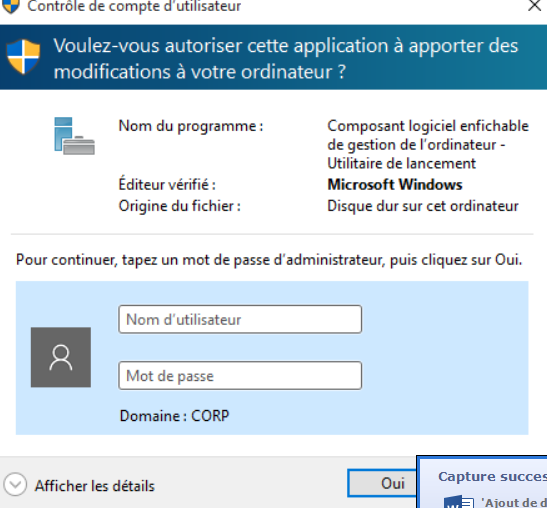 Contrôle de compte d'utilisateur
Voulez-vous autoriser cette application à apporter des
modifications à votre ordinateur ?
Nom du programme : Composant logiciel enfichable
de gestion de l'ordinateur -
Utilitaire de lancement
Éditeur vérifié : Microsoft Windows
Origine du fichier : Disque dur sur cet ordinateur
Pour continuer, tapez un mot de passe d'administrateur, puis cliquez sur Oui.
Nom d'utilisateur
Mot de passe
Domaine : CORP
Afficher les détails
Oui
Capture succes
'Ajout de d